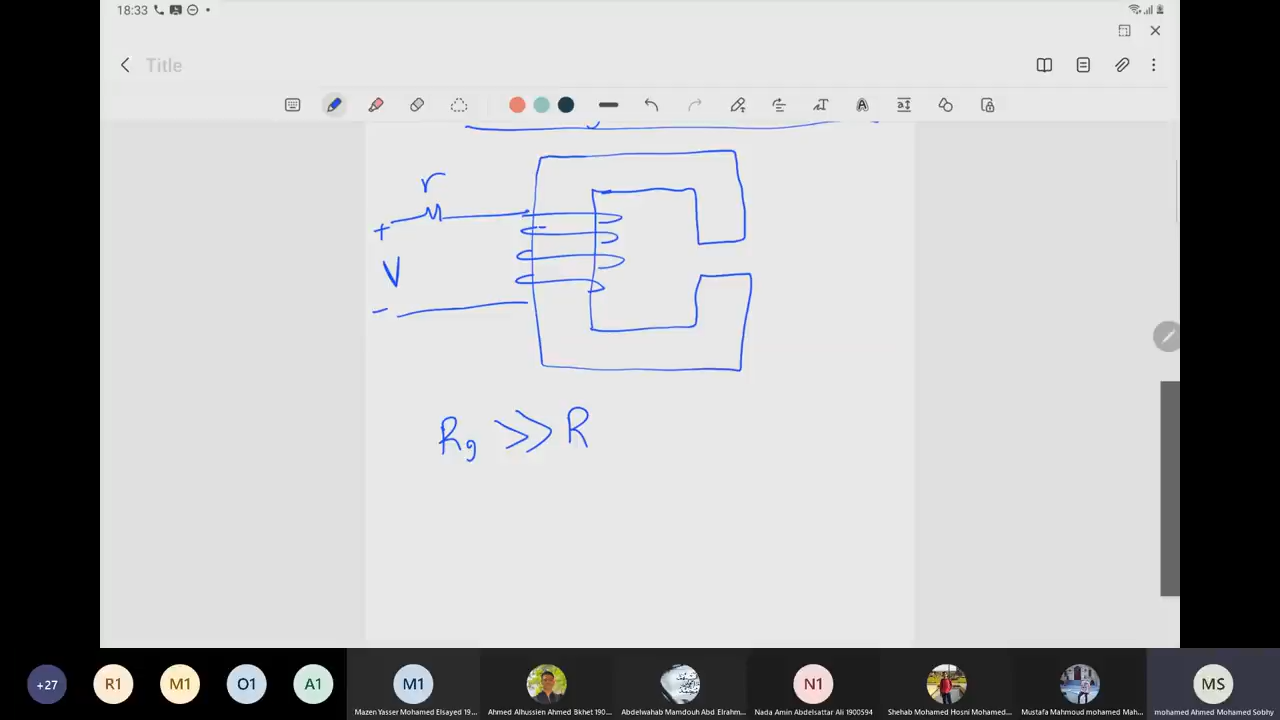 18:33
Title
r
+
V
-
Rg >> R
+27
R1
M1
O1
A1
M1
N1
MS
Mazen Yasser Mohamed Elsayed 19...
Ahmed Alhussien Ahmed Bkhet 190...
Abdelwahab Mamdouh Abd Elrahm...
Nada Amin Abdelsattar Ali 1900594
Shehab Mohamed Hosni Mohamed...
Mustafa Mahmoud mohamed Mah...
mohamed Ahmed Mohamed Sobhy